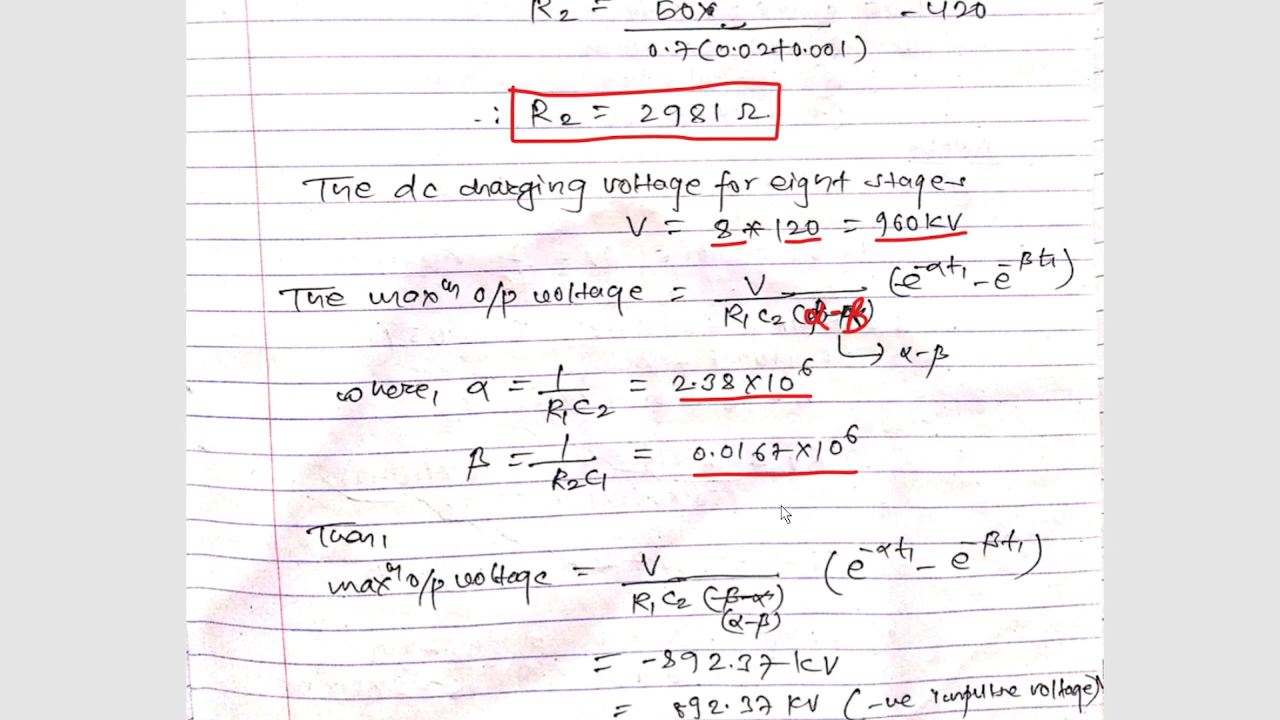 R2 = 50× - 420
0.7(0.02+0.001)
∴ R2 = 2981 Ω
The dc charging voltage for eight stages
V = 8 * 120 = 960 KV
The maxᵐ o/p voltage = V (e^-αt1 - e^-βt1)
R1 C2 (α-β)
→ α-β
where, α = 1/R1C2 = 2.38 × 10^6
β = 1/R2C1 = 0.0167 × 10^6
Then,
maxᵐ o/p voltage = V (e^-αt1 - e^-βt1)
R1 C2 (β-α)
(α-β)
= -892.37 kV
= 892.37 KV (-ve impulse voltage)